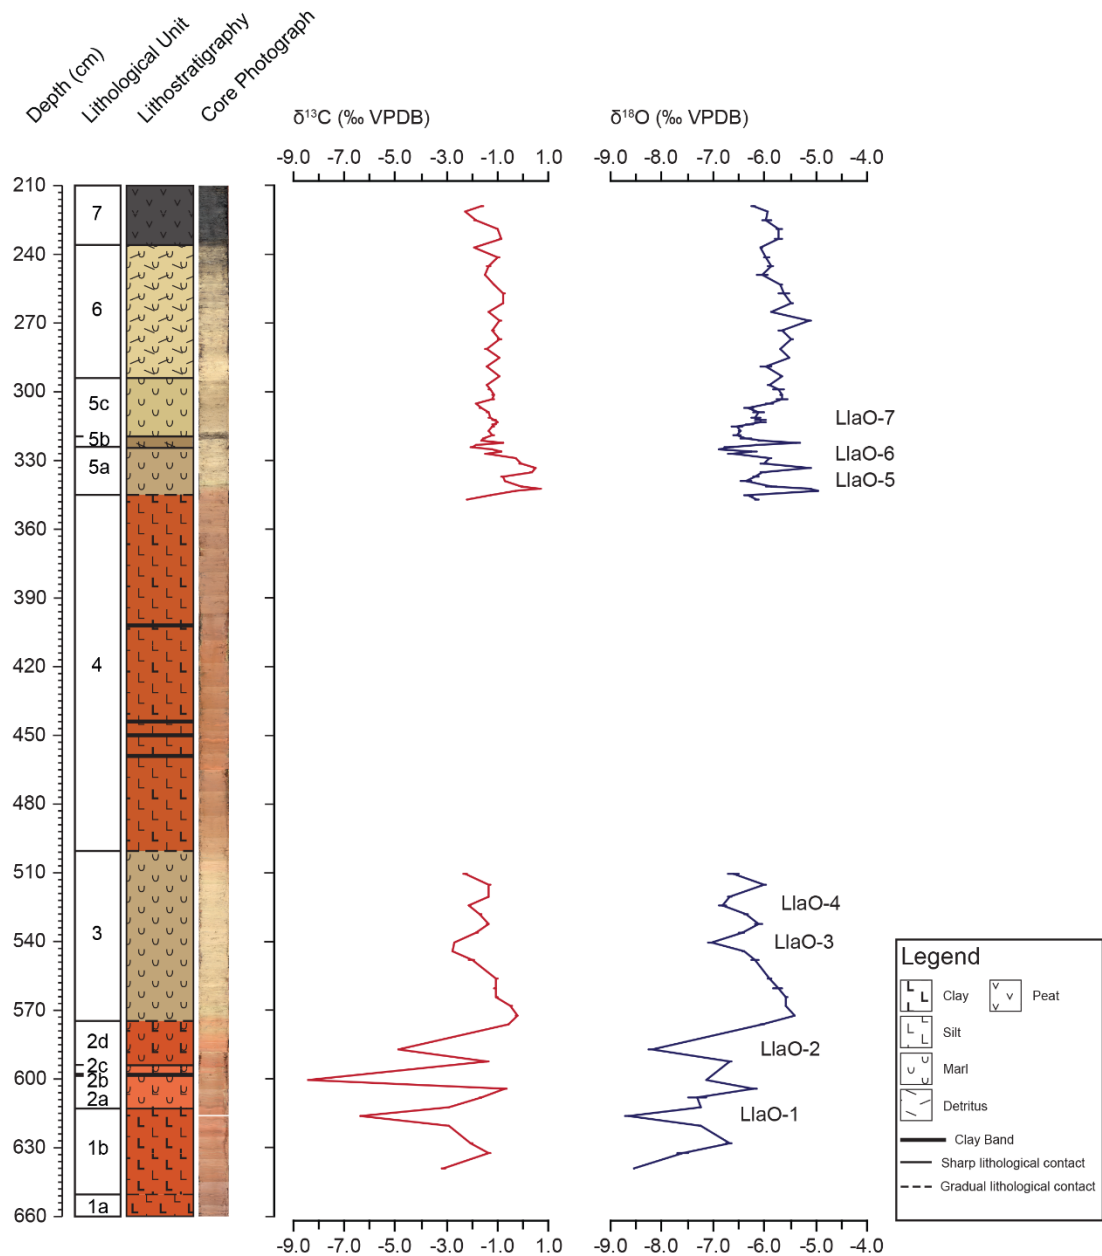 Depth (cm)
Lithological Unit
Lithostratigraphy
Core Photograph
δ¹³C (‰ VPDB)
δ¹⁸O (‰ VPDB)
-9.0 -7.0 -5.0 -3.0 -1.0 1.0
-9.0 -8.0 -7.0 -6.0 -5.0 -4.0
210
240
270
300
330
360
390
420
450
480
510
540
570
600
630
660
7
6
5c
5b
5a
4
3
2d
2c
2b
2a
1b
1a
LlaO-7
LlaO-6
LlaO-5
LlaO-4
LlaO-3
LlaO-2
LlaO-1
-9.0 -7.0 -5.0 -3.0 -1.0 1.0
-9.0 -8.0 -7.0 -6.0 -5.0 -4.0
Legend
Clay
Peat
Silt
Marl
Detritus
Clay Band
Sharp lithological contact
Gradual lithological contact